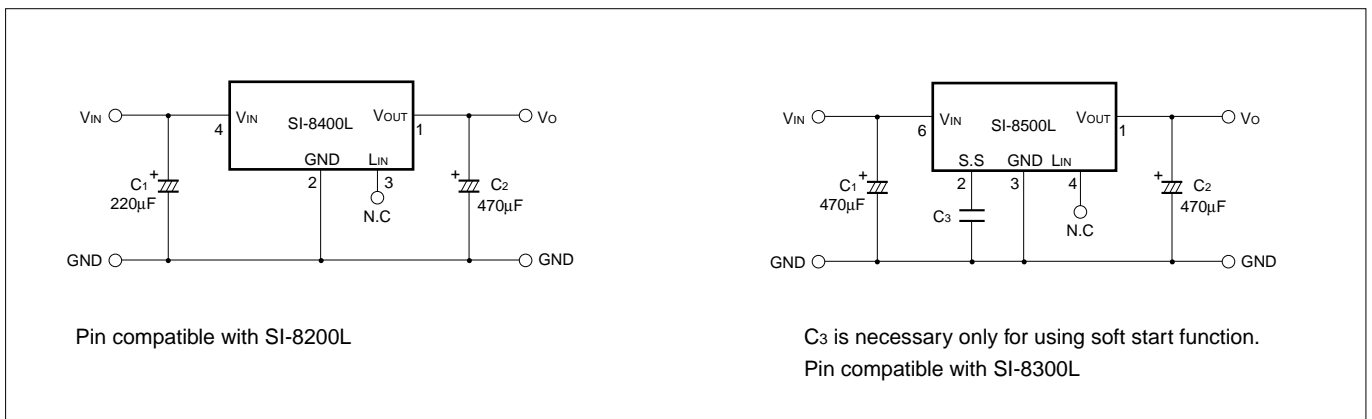 VIN
4
VIN
SI-8400L
VOUT
1
VO
GND
LIN
2
3
C1
+
220µF
N.C
+
C2
470µF
GND
GND
Pin compatible with SI-8200L
VIN
6
VIN
SI-8500L
VOUT
1
VO
S.S
GND
LIN
2
3
4
C1
+
470µF
C3
N.C
+
C2
470µF
GND
GND
C3 is necessary only for using soft start function.
Pin compatible with SI-8300L